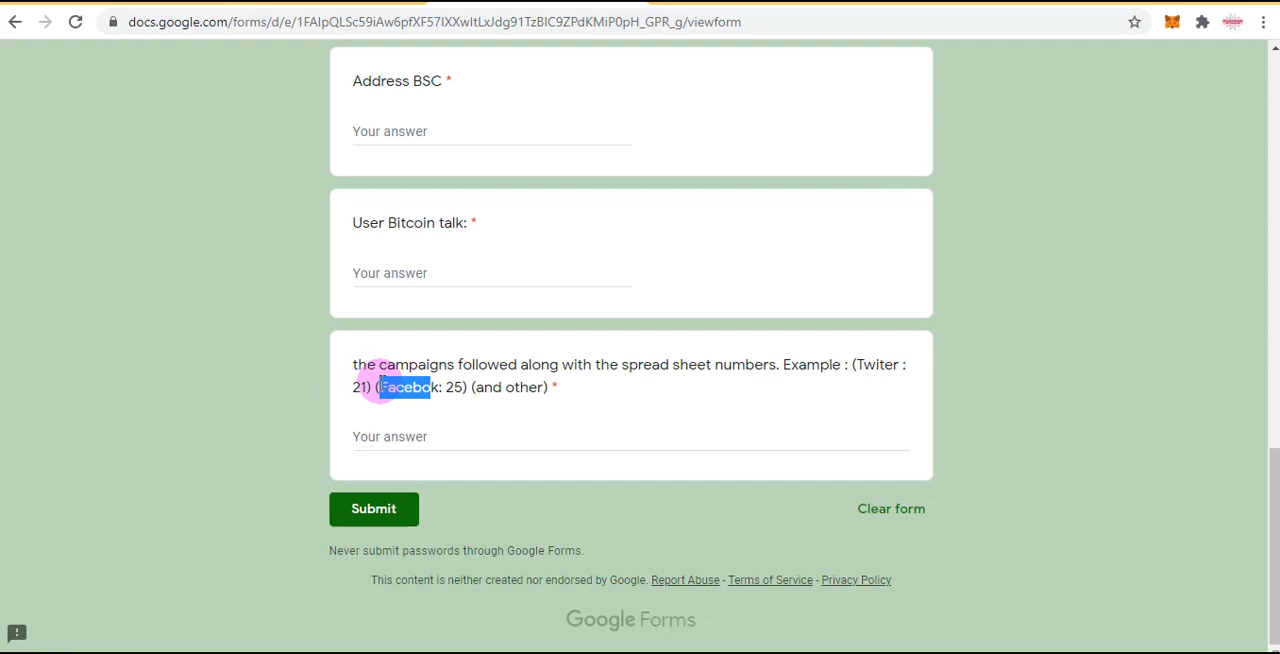 docs.google.com/forms/d/e/1FAIpQLSc59iAw6pfXF57IXXwItLxJdg91TzBIC9ZPdKMiP0pH_GPR_g/viewform
Address BSC *
Your answer
User Bitcoin talk: *
Your answer
the campaigns followed along with the spread sheet numbers. Example : (Twiter :
21) (Facebok: 25) (and other) *
Your answer
Submit
Clear form
Never submit passwords through Google Forms.
This content is neither created nor endorsed by Google. Report Abuse - Terms of Service - Privacy Policy
Google Forms